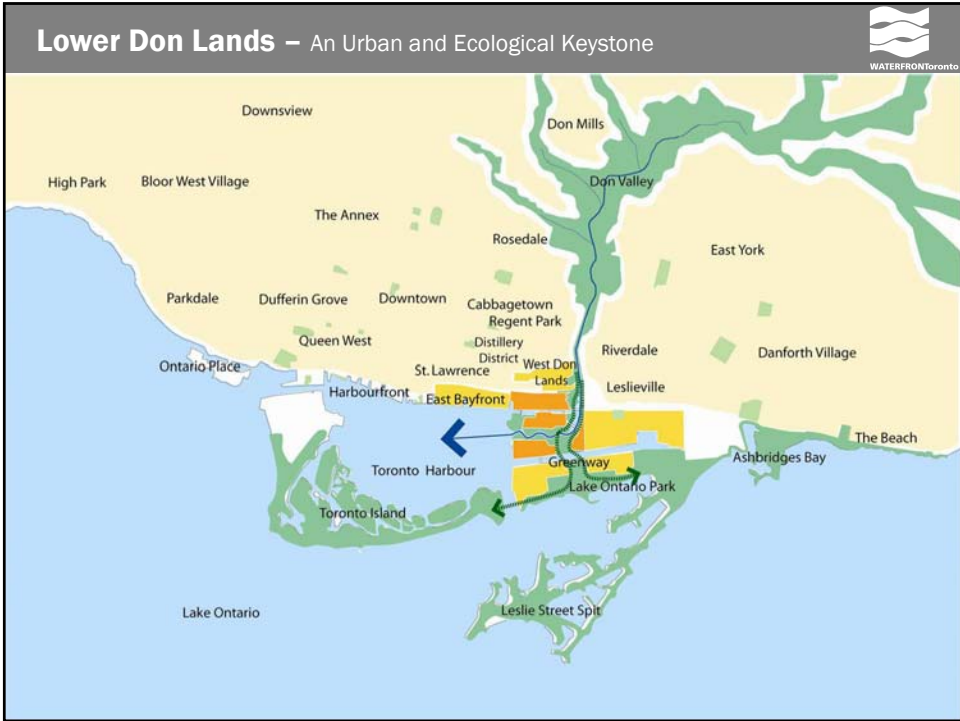 Lower Don Lands – An Urban and Ecological Keystone
WATERFRONToronto
Downsview
Don Mills
High Park
Bloor West Village
Don Valley
The Annex
Rosedale
East York
Parkdale
Dufferin Grove
Downtown
Cabbagetown
Regent Park
Queen West
Distillery
District
Riverdale
Danforth Village
Ontario Place
St. Lawrence
West Don
Lands
Leslieville
Harbourfront
East Bayfront
The Beach
Ashbridges Bay
Greenway
Toronto Harbour
Lake Ontario Park
Toronto Island
Lake Ontario
Leslie Street Spit